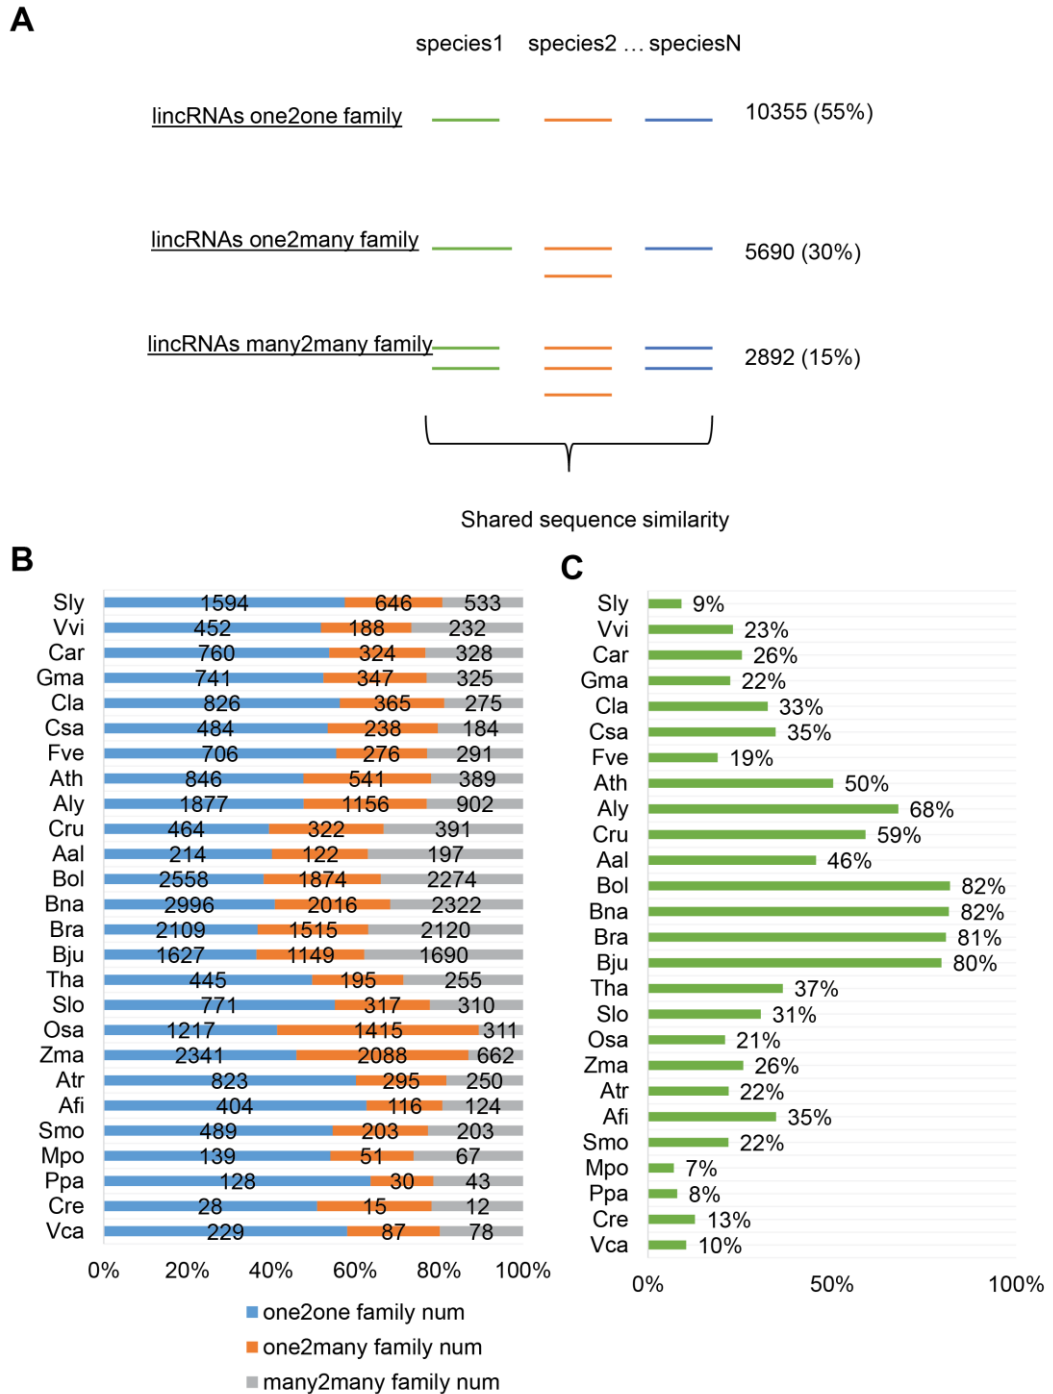 A
species1 species2 ... speciesN
lincRNAs one2one family 10355 (55%)
lincRNAs one2many family 5690 (30%)
lincRNAs many2many family 2892 (15%)
Shared sequence similarity
B
Sly 1594 646 533
Vvi 452 188 232
Car 760 324 328
Gma 741 347 325
Cla 826 365 275
Csa 484 238 184
Fve 706 276 291
Ath 846 541 389
Aly 1877 1156 902
Cru 464 322 391
Aal 214 122 197
Bol 2558 1874 2274
Bna 2996 2016 2322
Bra 2109 1515 2120
Bju 1627 1149 1690
Tha 445 195 255
Slo 771 317 310
Osa 1217 1415 311
Zma 2341 2088 662
Atr 823 295 250
Afi 404 116 124
Smo 489 203 203
Mpo 139 51 67
Ppa 128 30 43
Cre 28 15 12
Vca 229 87 78
0% 20% 40% 60% 80% 100%
one2one family num
one2many family num
many2many family num
C
Sly 9%
Vvi 23%
Car 26%
Gma 22%
Cla 33%
Csa 35%
Fve 19%
Ath 50%
Aly 68%
Cru 59%
Aal 46%
Bol 82%
Bna 82%
Bra 81%
Bju 80%
Tha 37%
Slo 31%
Osa 21%
Zma 26%
Atr 22%
Afi 35%
Smo 22%
Mpo 7%
Ppa 8%
Cre 13%
Vca 10%
0% 50% 100%